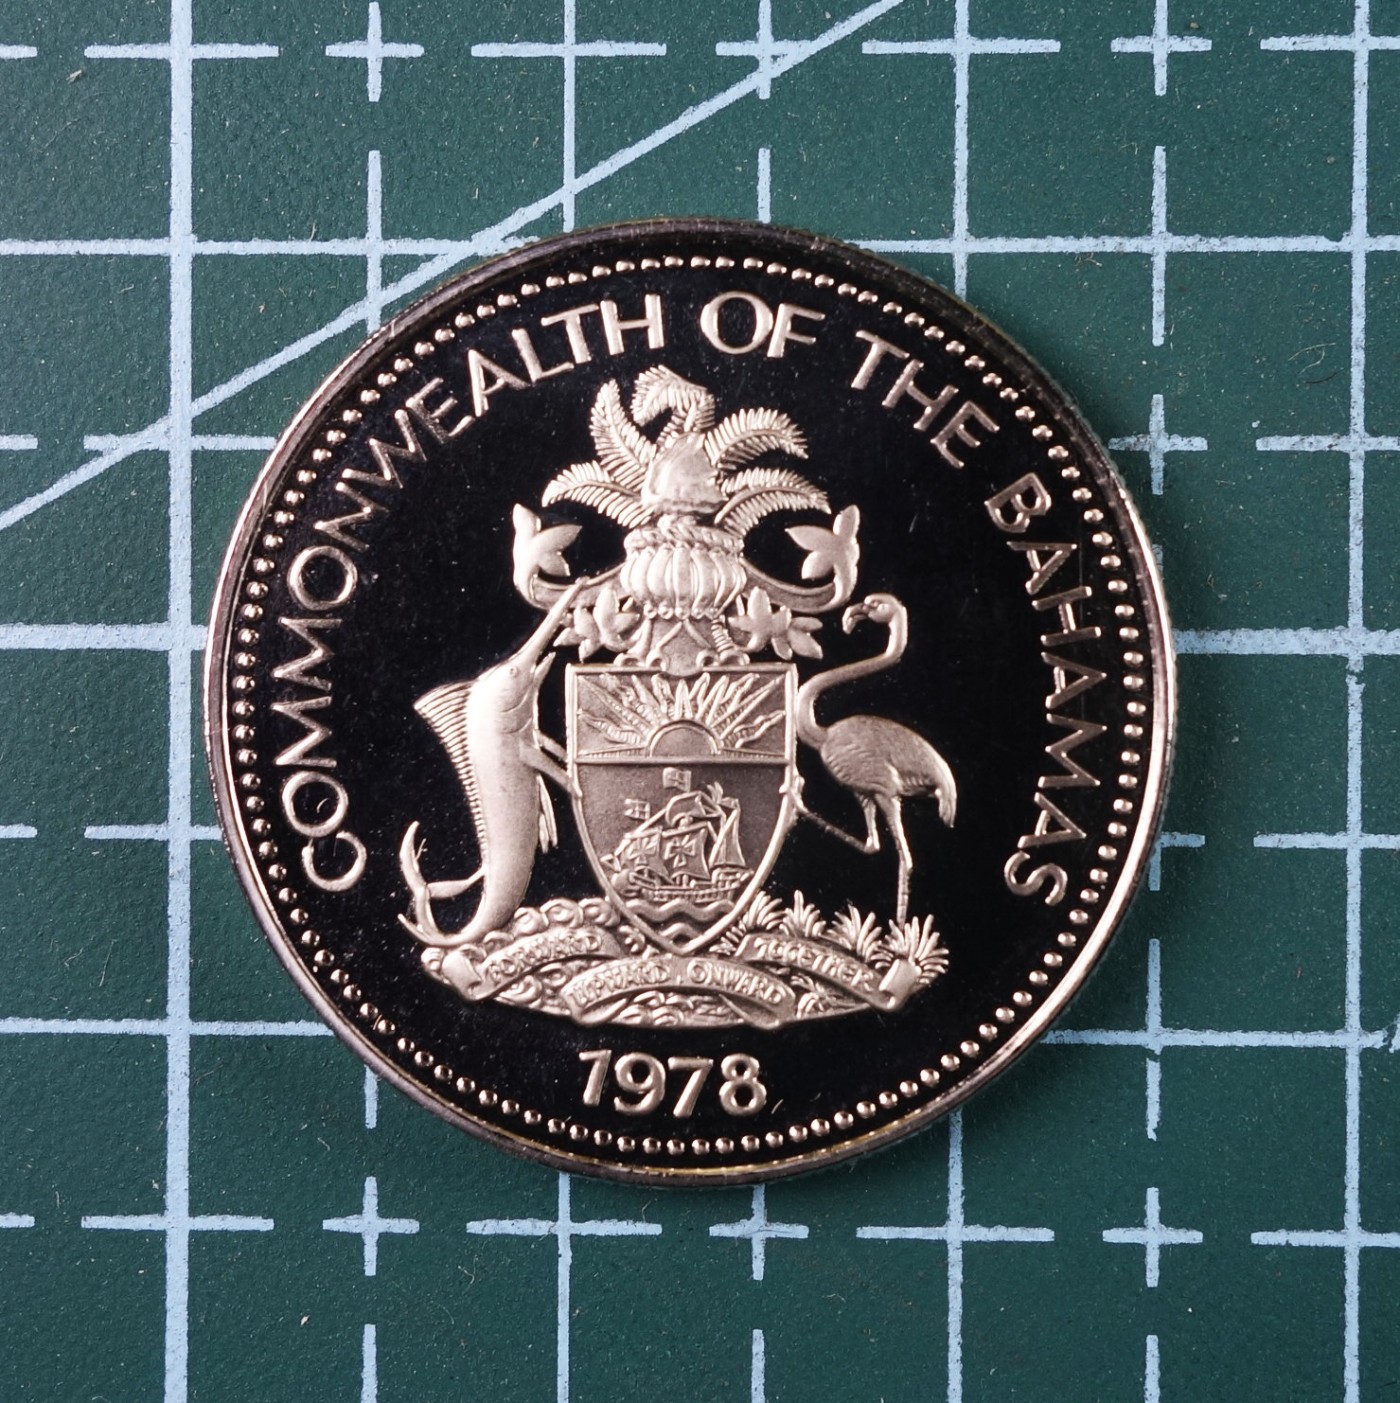 COMMONWEALTH OF THE BAHAMAS
FORWARD
UPWARD ONWARD
TOGETHER
1978